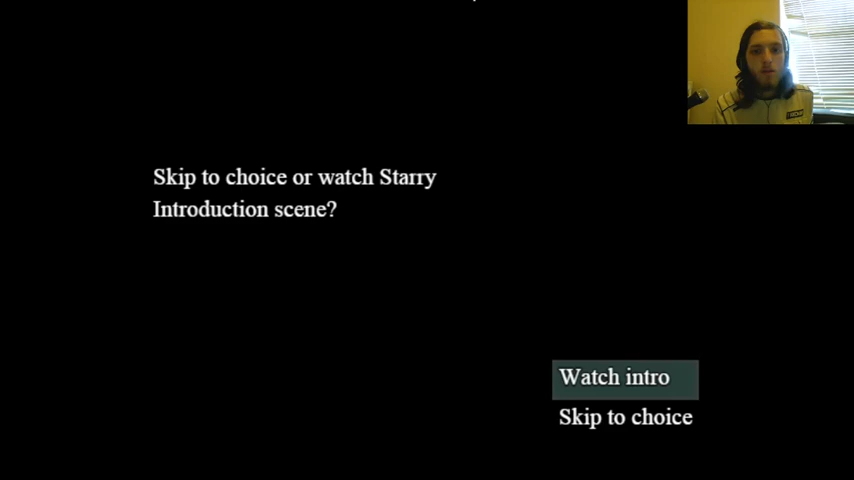 Skip to choice or watch Starry
Introduction scene?
Watch intro
Skip to choice